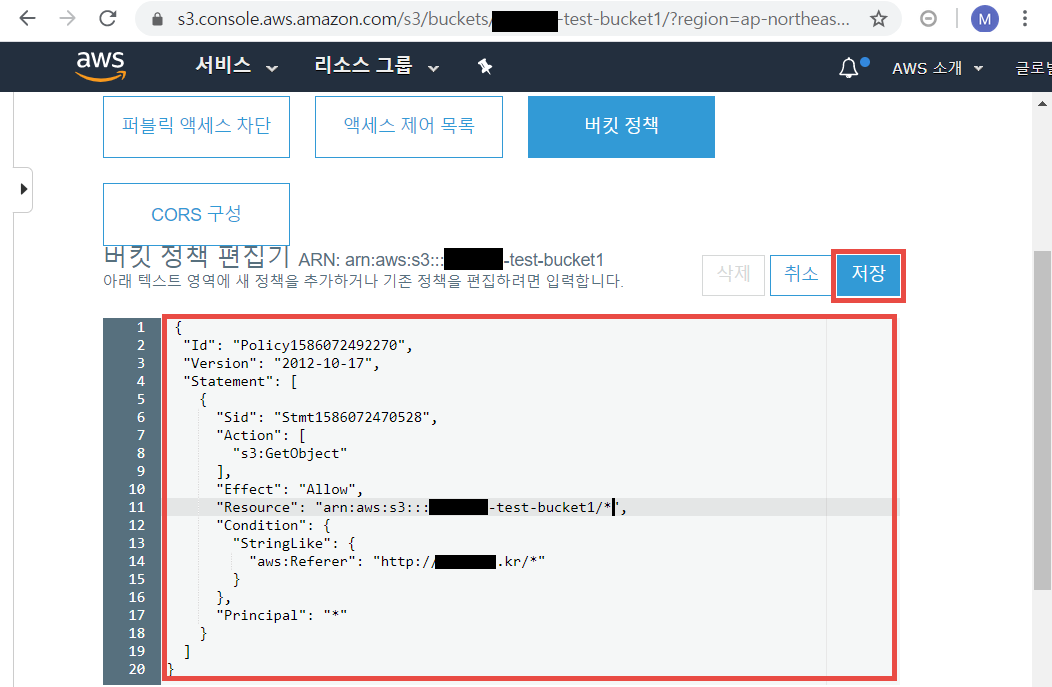 s3.console.aws.amazon.com/s3/buckets/ -test-bucket1/?region=ap-northeas...
M
aws 서비스 리소스 그룹 AWS 소개 글로벌
퍼블릭 액세스 차단 액세스 제어 목록 버킷 정책
CORS 구성
버킷 정책 편집기 ARN: arn:aws:s3::: -test-bucket1
아래 텍스트 영역에 새 정책을 추가하거나 기존 정책을 편집하려면 입력합니다.
삭제 취소 저장
1 {
2 "Id": "Policy1586072492270",
3 "Version": "2012-10-17",
4 "Statement": [
5 {
6 "Sid": "Stmt1586072470528",
7 "Action": [
8 "s3:GetObject"
9 ],
10 "Effect": "Allow",
11 "Resource": "arn:aws:s3::: -test-bucket1/*",
12 "Condition": {
13 "StringLike": {
14 "aws:Referer": "http:// .kr/*"
15 }
16 },
17 "Principal": "*"
18 }
19 ]
20 }